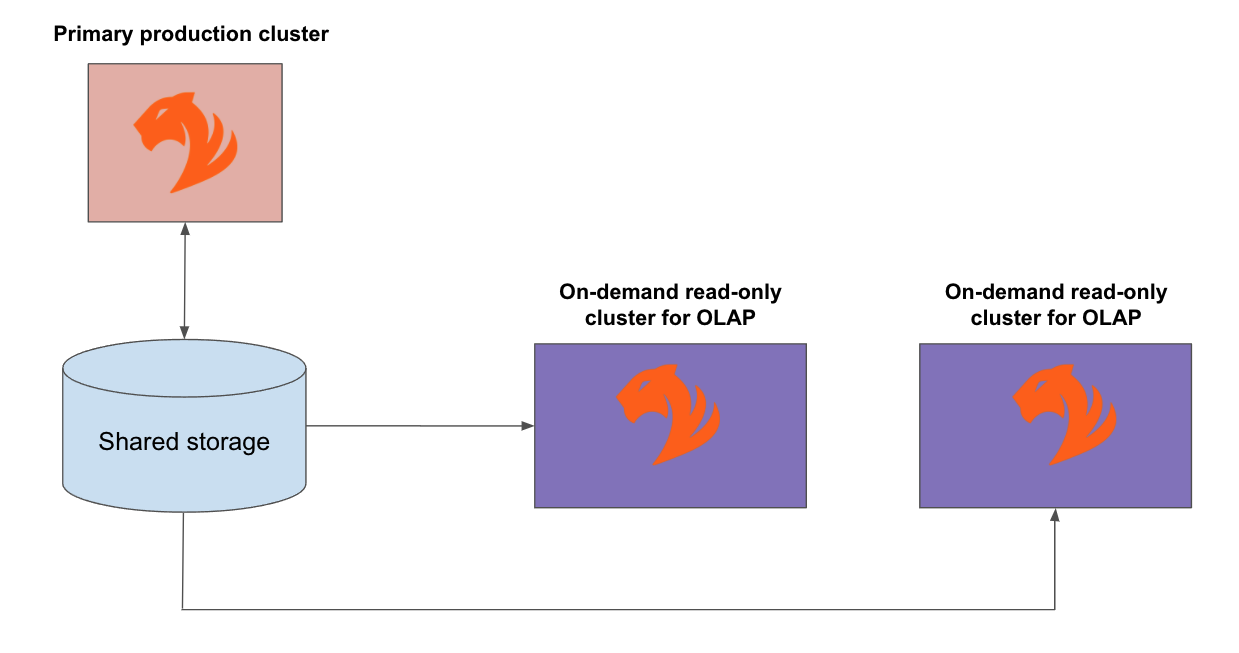 Primary production cluster
On-demand read-only
cluster for OLAP
On-demand read-only
cluster for OLAP
Shared storage